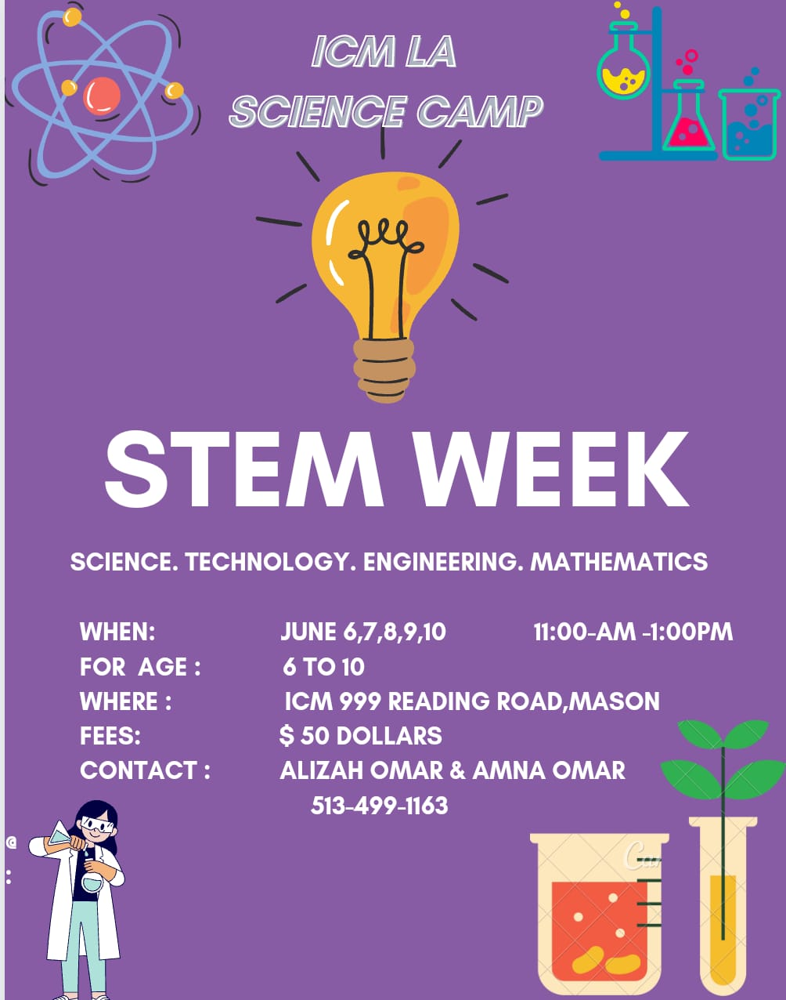 ICM LA
SCIENCE CAMP
STEM WEEK
SCIENCE. TECHNOLOGY. ENGINEERING. MATHEMATICS
WHEN: JUNE 6,7,8,9,10 11:00-AM -1:00PM
FOR AGE : 6 TO 10
WHERE : ICM 999 READING ROAD,MASON
FEES: $ 50 DOLLARS
CONTACT : ALIZAH OMAR & AMNA OMAR
513-499-1163
@
: